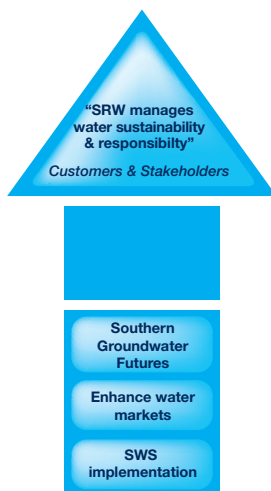 “SRW manages
water sustainability
& responsibilty”
Customers & Stakeholders
Southern
Groundwater
Futures
Enhance water
markets
SWS
implementation